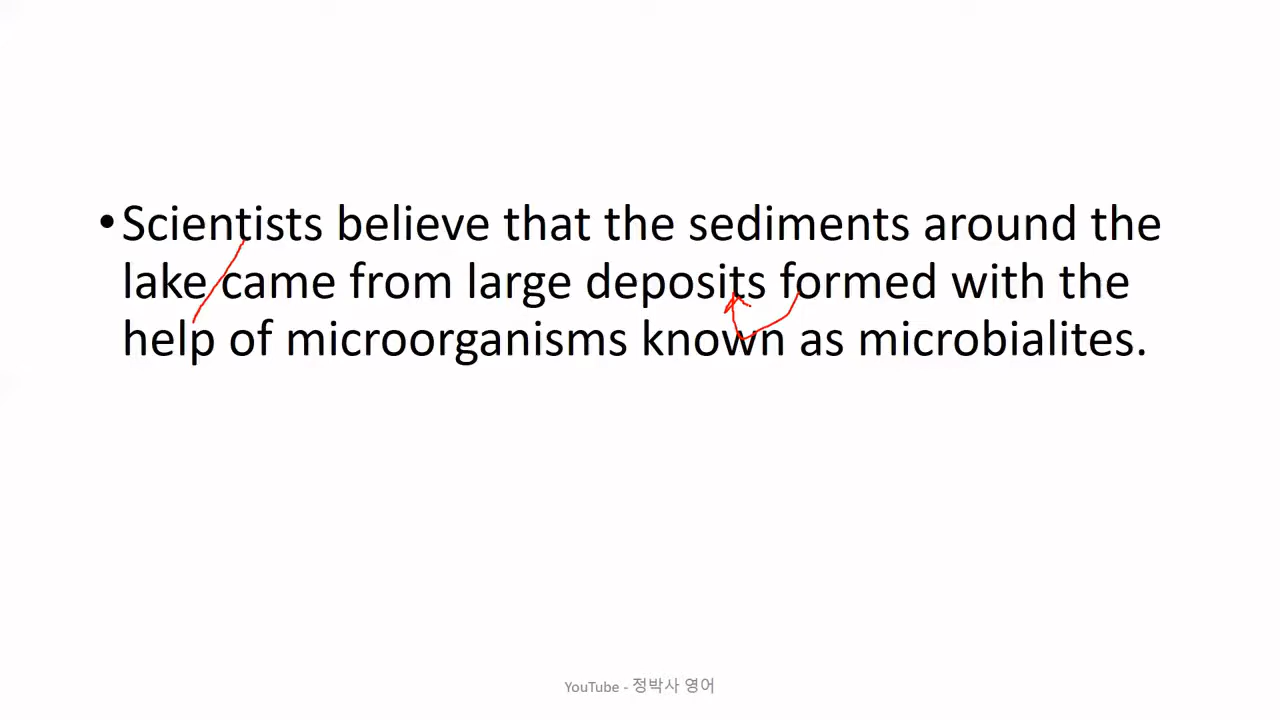 •Scientists believe that the sediments around the
lake came from large deposits formed with the
help of microorganisms known as microbialites.
YouTube - 정박사 영어